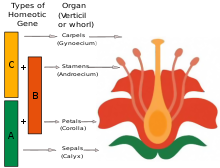 Types of Homeotic Gene
Organ (Verticil or whorl)
C
+
B
+
A
Carpels
(Gynoecium)
Stamens
(Androecium)
Petals
(Corolla)
Sepals
(Calyx)